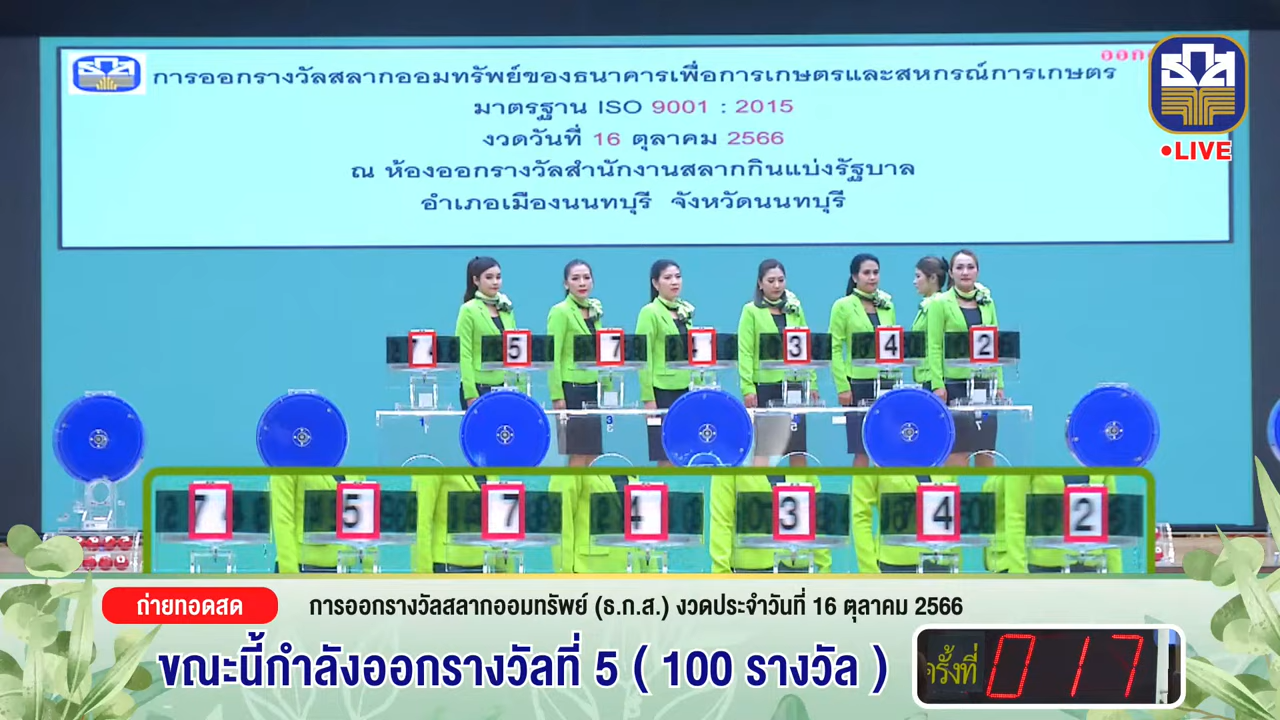 ธกส
การออกรางวัลสลากออมทรัพย์ของธนาคารเพื่อการเกษตรและสหกรณ์การเกษตร
มาตรฐาน ISO 9001 : 2015
งวดวันที่ 16 ตุลาคม 2566
ณ ห้องออกรางวัลสำนักงานสลากกินแบ่งรัฐบาล
อำเภอเมืองนนทบุรี จังหวัดนนทบุรี
ธกส
LIVE
7 5 7 4 3 4 2
7 5 7 4 3 4 2
ถ่ายทอดสด
การออกรางวัลสลากออมทรัพย์ (ธ.ก.ส.) งวดประจำวันที่ 16 ตุลาคม 2566
ขณะนี้กำลังออกรางวัลที่ 5 ( 100 รางวัล )
ครั้งที่ 017